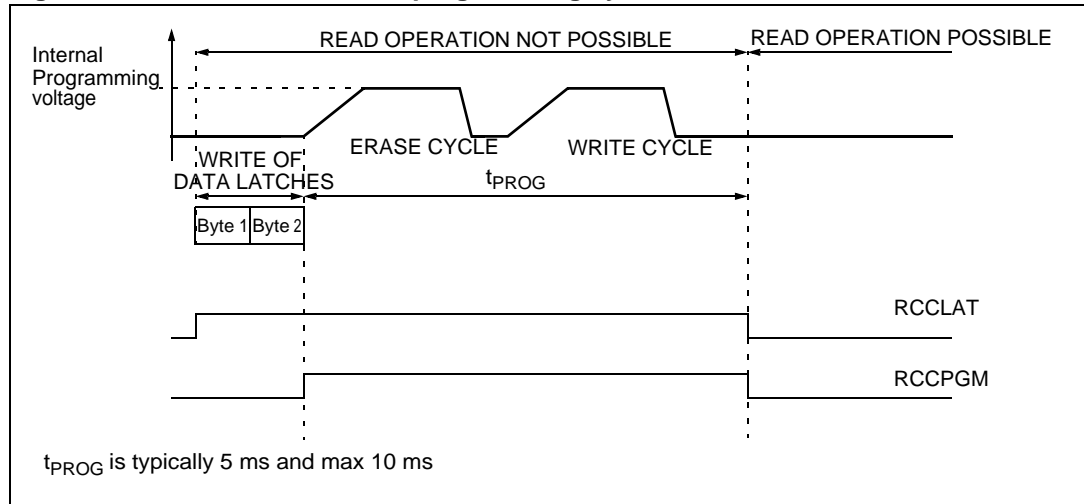 READ OPERATION NOT POSSIBLE
READ OPERATION POSSIBLE
Internal
Programming
voltage
ERASE CYCLE
WRITE CYCLE
WRITE OF
DATA LATCHES
tPROG
Byte 1 Byte 2
RCCLAT
RCCPGM
tPROG is typically 5 ms and max 10 ms